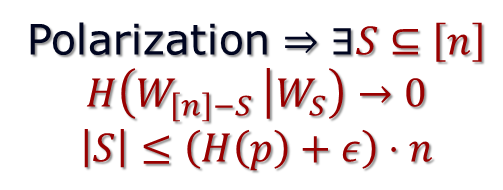 Polarization ⇒ ∃S ⊆ [n]
H(W_{[n]−S} | W_S) → 0
|S| ≤ (H(p) + ϵ) · n